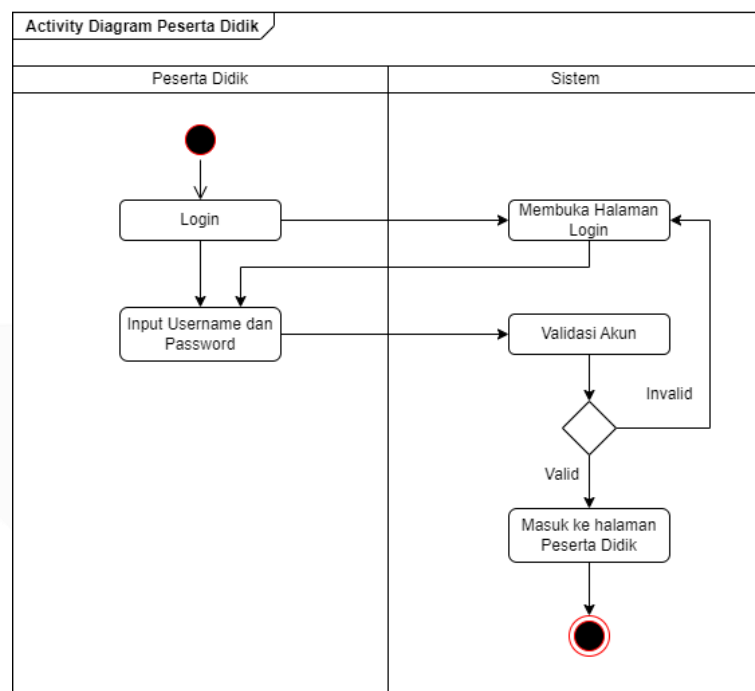 Activity Diagram Peserta Didik
Peserta Didik
Sistem
Login
Membuka Halaman
Login
Input Username dan
Password
Validasi Akun
Invalid
Valid
Masuk ke halaman
Peserta Didik